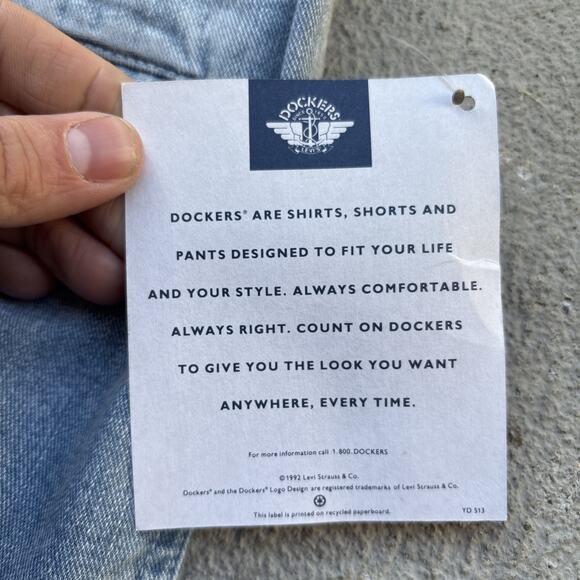 DOCKERS
LEVI'S
DOCKERS® ARE SHIRTS, SHORTS AND
PANTS DESIGNED TO FIT YOUR LIFE
AND YOUR STYLE. ALWAYS COMFORTABLE.
ALWAYS RIGHT. COUNT ON DOCKERS
TO GIVE YOU THE LOOK YOU WANT
ANYWHERE, EVERY TIME.
For more information call 1.800.DOCKERS
©1992 Levi Strauss & Co.
Dockers® and the Dockers® Logo Design are registered trademarks of Levi Strauss & Co.
This label is printed on recycled paperboard.
YD 513